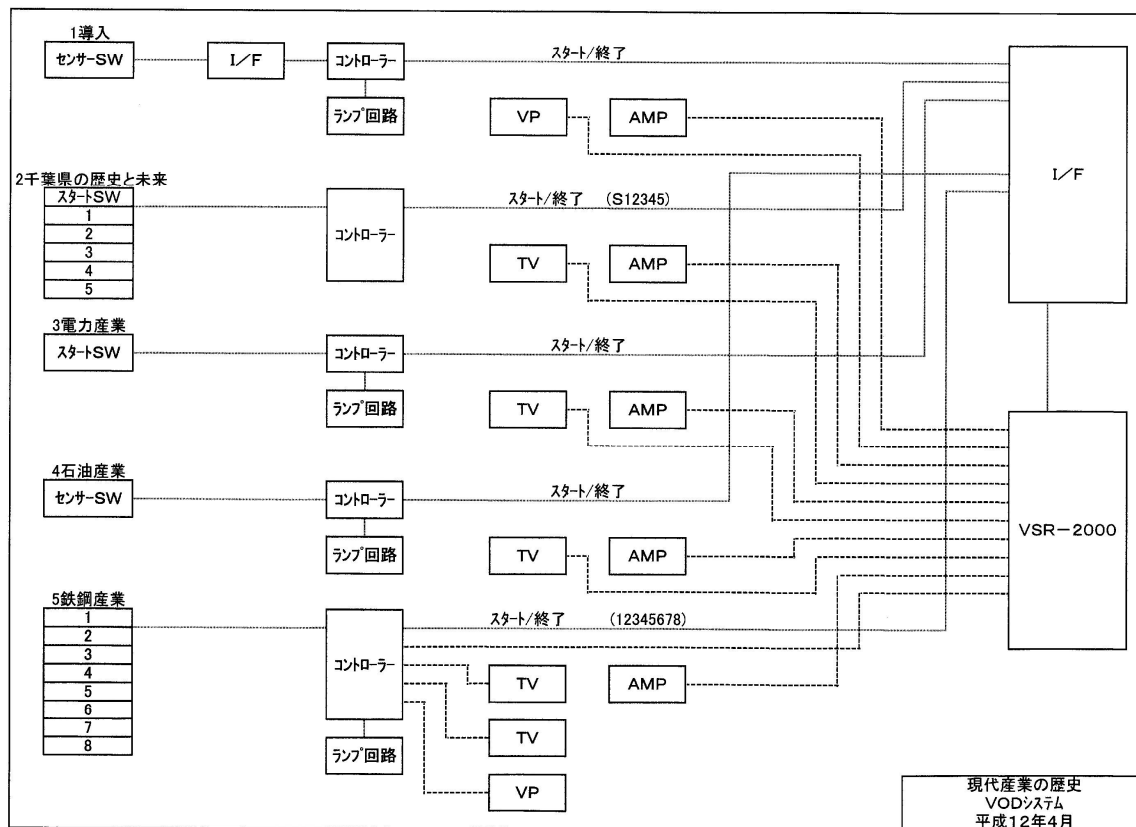 1導入
センサーSW
I/F
コントローラー
スタート/終了
ランプ回路
VP
AMP
I/F
2千葉県の歴史と未来
スタートSW
1
2
3
4
5
コントローラー
スタート/終了 (S12345)
TV
AMP
3電力産業
スタートSW
コントローラー
スタート/終了
ランプ回路
TV
AMP
4石油産業
センサーSW
コントローラー
スタート/終了
ランプ回路
TV
AMP
VSR-2000
5鉄鋼産業
1
2
3
4
5
6
7
8
コントローラー
スタート/終了 (12345678)
TV
AMP
TV
ランプ回路
VP
現代産業の歴史
VODシステム
平成12年4月